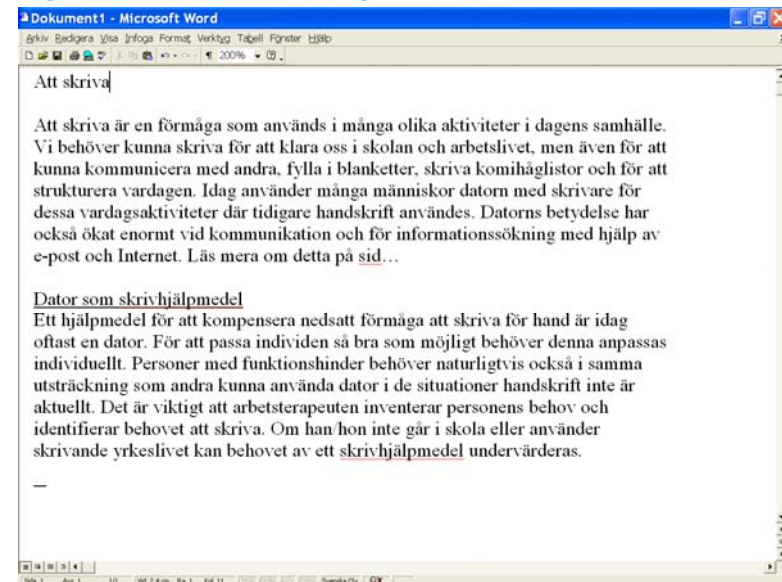 Dokument1 - Microsoft Word
Arkiv Redigera Visa Infoga Format Verktyg Tabell Fönster Hjälp
200%
Att skriva
Att skriva är en förmåga som används i många olika aktiviteter i dagens samhälle.
Vi behöver kunna skriva för att klara oss i skolan och arbetslivet, men även för att
kunna kommunicera med andra, fylla i blanketter, skriva komihåglistor och för att
strukturera vardagen. Idag använder många människor datorn med skrivare för
dessa vardagsaktiviteter där tidigare handskrift användes. Datorns betydelse har
också ökat enormt vid kommunikation och för informationssökning med hjälp av
e-post och Internet. Läs mera om detta på sid…
Dator som skrivhjälpmedel
Ett hjälpmedel för att kompensera nedsatt förmåga att skriva för hand är idag
oftast en dator. För att passa individen så bra som möjligt behöver denna anpassas
individuellt. Personer med funktionshinder behöver naturligtvis också i samma
utsträckning som andra kunna använda dator i de situationer handskrift inte är
aktuellt. Det är viktigt att arbetsterapeuten inventerar personens behov och
identifierar behovet att skriva. Om han/hon inte går i skola eller använder
skrivande yrkeslivet kan behovet av ett skrivhjälpmedel undervärderas.